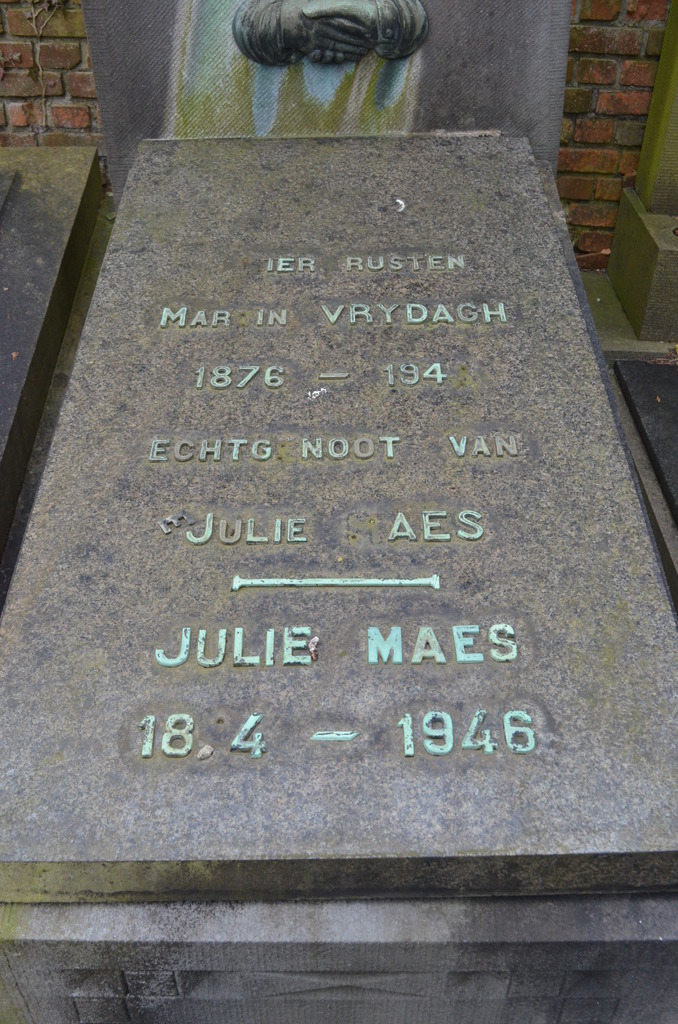 IER RUSTEN
MAR IN VRYDAGH
1876 - 194
ECHTG NOOT VAN
JULIE AES
JULIE MAES
18 4 - 1946